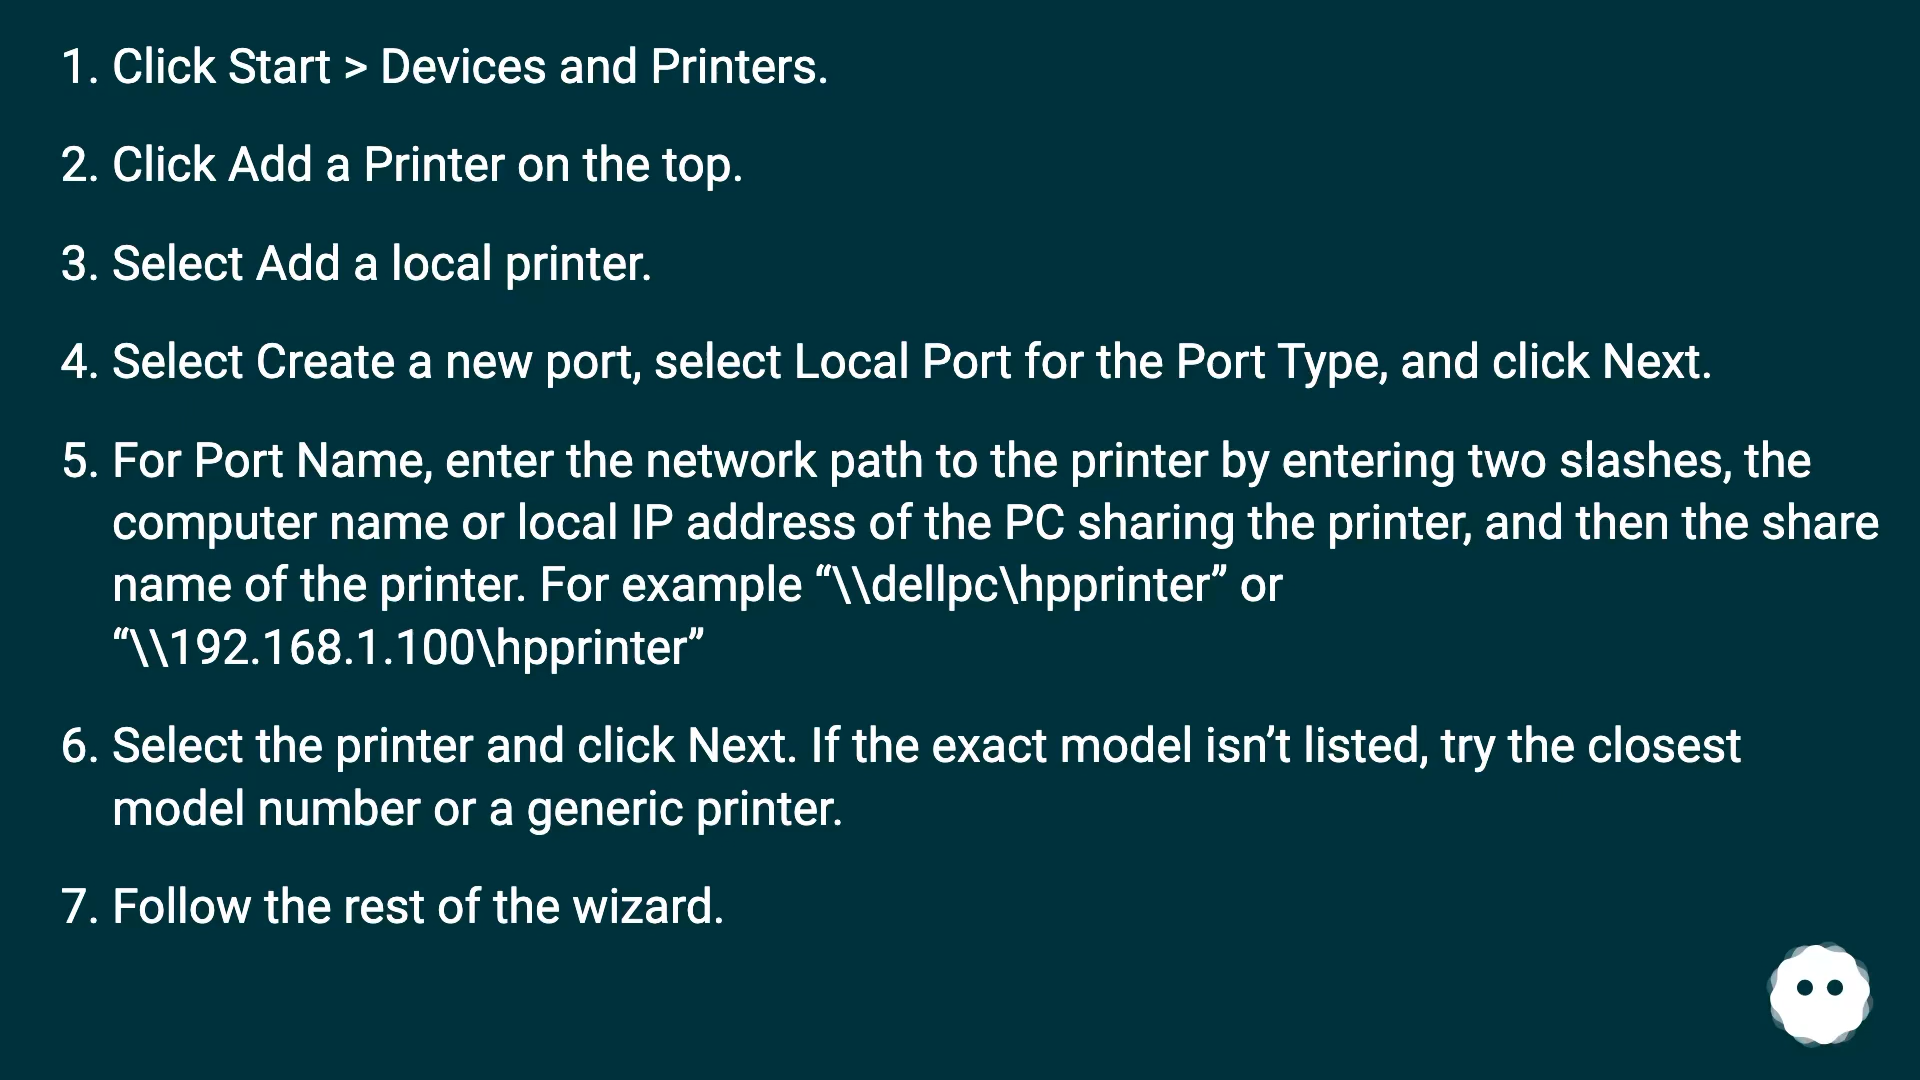 1. Click Start > Devices and Printers.
2. Click Add a Printer on the top.
3. Select Add a local printer.
4. Select Create a new port, select Local Port for the Port Type, and click Next.
5. For Port Name, enter the network path to the printer by entering two slashes, the
computer name or local IP address of the PC sharing the printer, and then the share
name of the printer. For example “\\dellpc\hpprinter” or
“\\192.168.1.100\hpprinter”
6. Select the printer and click Next. If the exact model isn’t listed, try the closest
model number or a generic printer.
7. Follow the rest of the wizard.